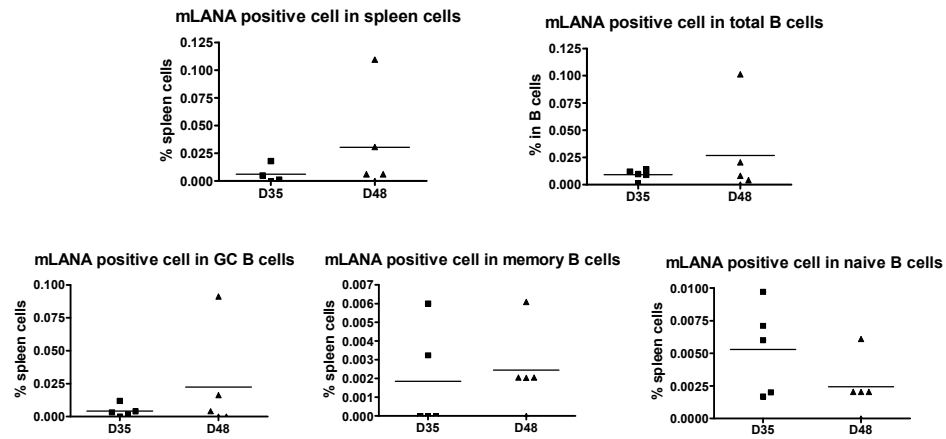 mLANA positive cell in spleen cells
% spleen cells
0.125
0.100
0.075
0.050
0.025
0.000
D35 D48
mLANA positive cell in total B cells
% in B cells
0.125
0.100
0.075
0.050
0.025
0.000
D35 D48
mLANA positive cell in GC B cells
% spleen cells
0.100
0.075
0.050
0.025
0.000
D35 D48
mLANA positive cell in memory B cells
% spleen cells
0.007
0.006
0.005
0.004
0.003
0.002
0.001
0.000
D35 D48
mLANA positive cell in naive B cells
% spleen cells
0.0100
0.0075
0.0050
0.0025
0.0000
D35 D48